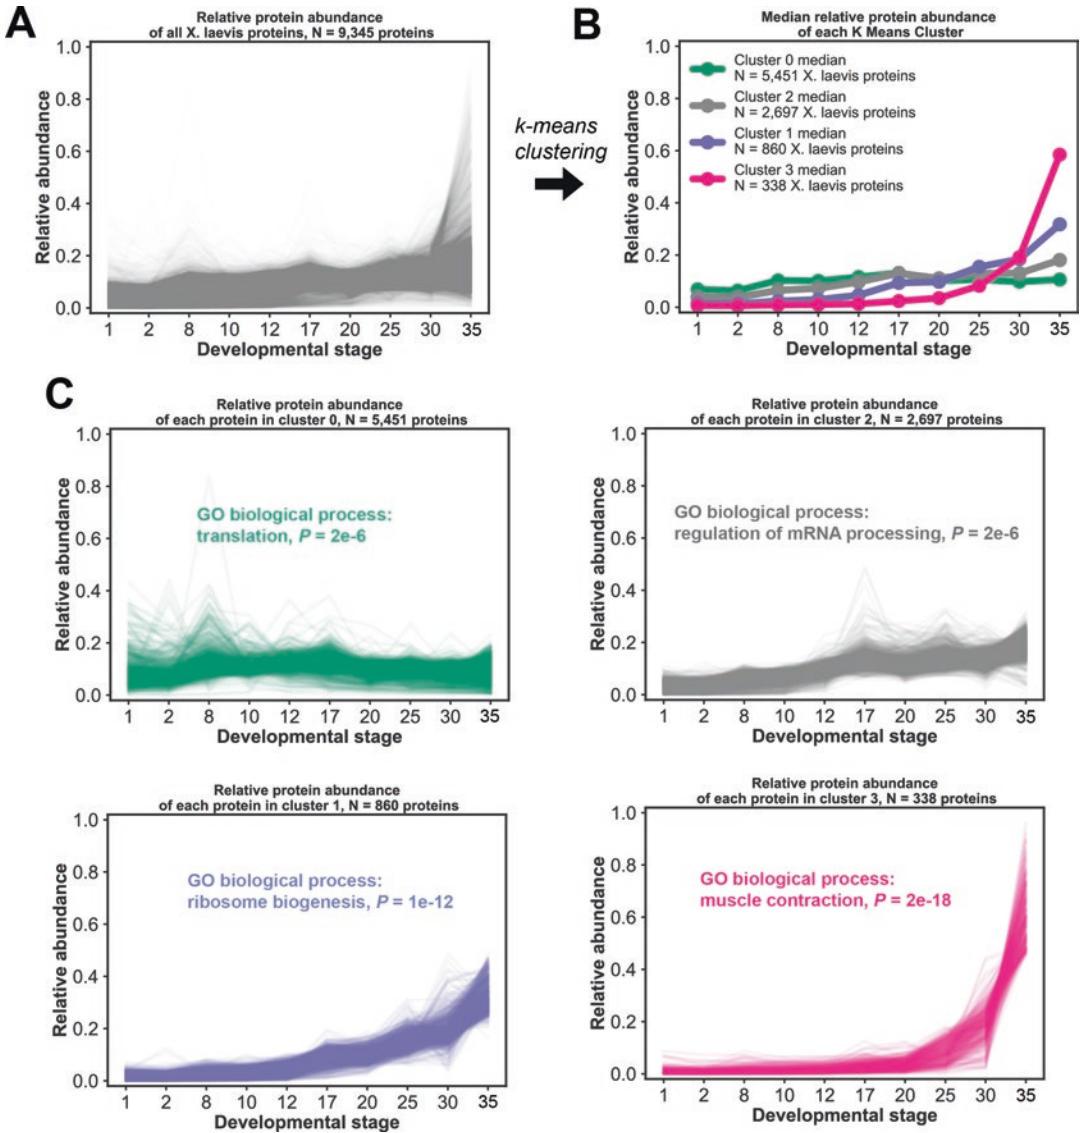 A
Relative protein abundance
of all X. laevis proteins, N = 9,345 proteins
Relative abundance
1.0
0.8
0.6
0.4
0.2
0.0
1 2 8 10 12 17 20 25 30 35
Developmental stage
k-means
clustering
B
Median relative protein abundance
of each K Means Cluster
Relative abundance
1.0
0.8
0.6
0.4
0.2
0.0
Cluster 0 median
N = 5,451 X. laevis proteins
Cluster 2 median
N = 2,697 X. laevis proteins
Cluster 1 median
N = 860 X. laevis proteins
Cluster 3 median
N = 338 X. laevis proteins
1 2 8 10 12 17 20 25 30 35
Developmental stage
C
Relative protein abundance
of each protein in cluster 0, N = 5,451 proteins
Relative abundance
1.0
0.8
0.6
0.4
0.2
0.0
GO biological process:
translation, P = 2e-6
1 2 8 10 12 17 20 25 30 35
Developmental stage
Relative protein abundance
of each protein in cluster 2, N = 2,697 proteins
Relative abundance
1.0
0.8
0.6
0.4
0.2
0.0
GO biological process:
regulation of mRNA processing, P = 2e-6
1 2 8 10 12 17 20 25 30 35
Developmental stage
Relative protein abundance
of each protein in cluster 1, N = 860 proteins
Relative abundance
1.0
0.8
0.6
0.4
0.2
0.0
GO biological process:
ribosome biogenesis, P = 1e-12
1 2 8 10 12 17 20 25 30 35
Developmental stage
Relative protein abundance
of each protein in cluster 3, N = 338 proteins
Relative abundance
1.0
0.8
0.6
0.4
0.2
0.0
GO biological process:
muscle contraction, P = 2e-18
1 2 8 10 12 17 20 25 30 35
Developmental stage